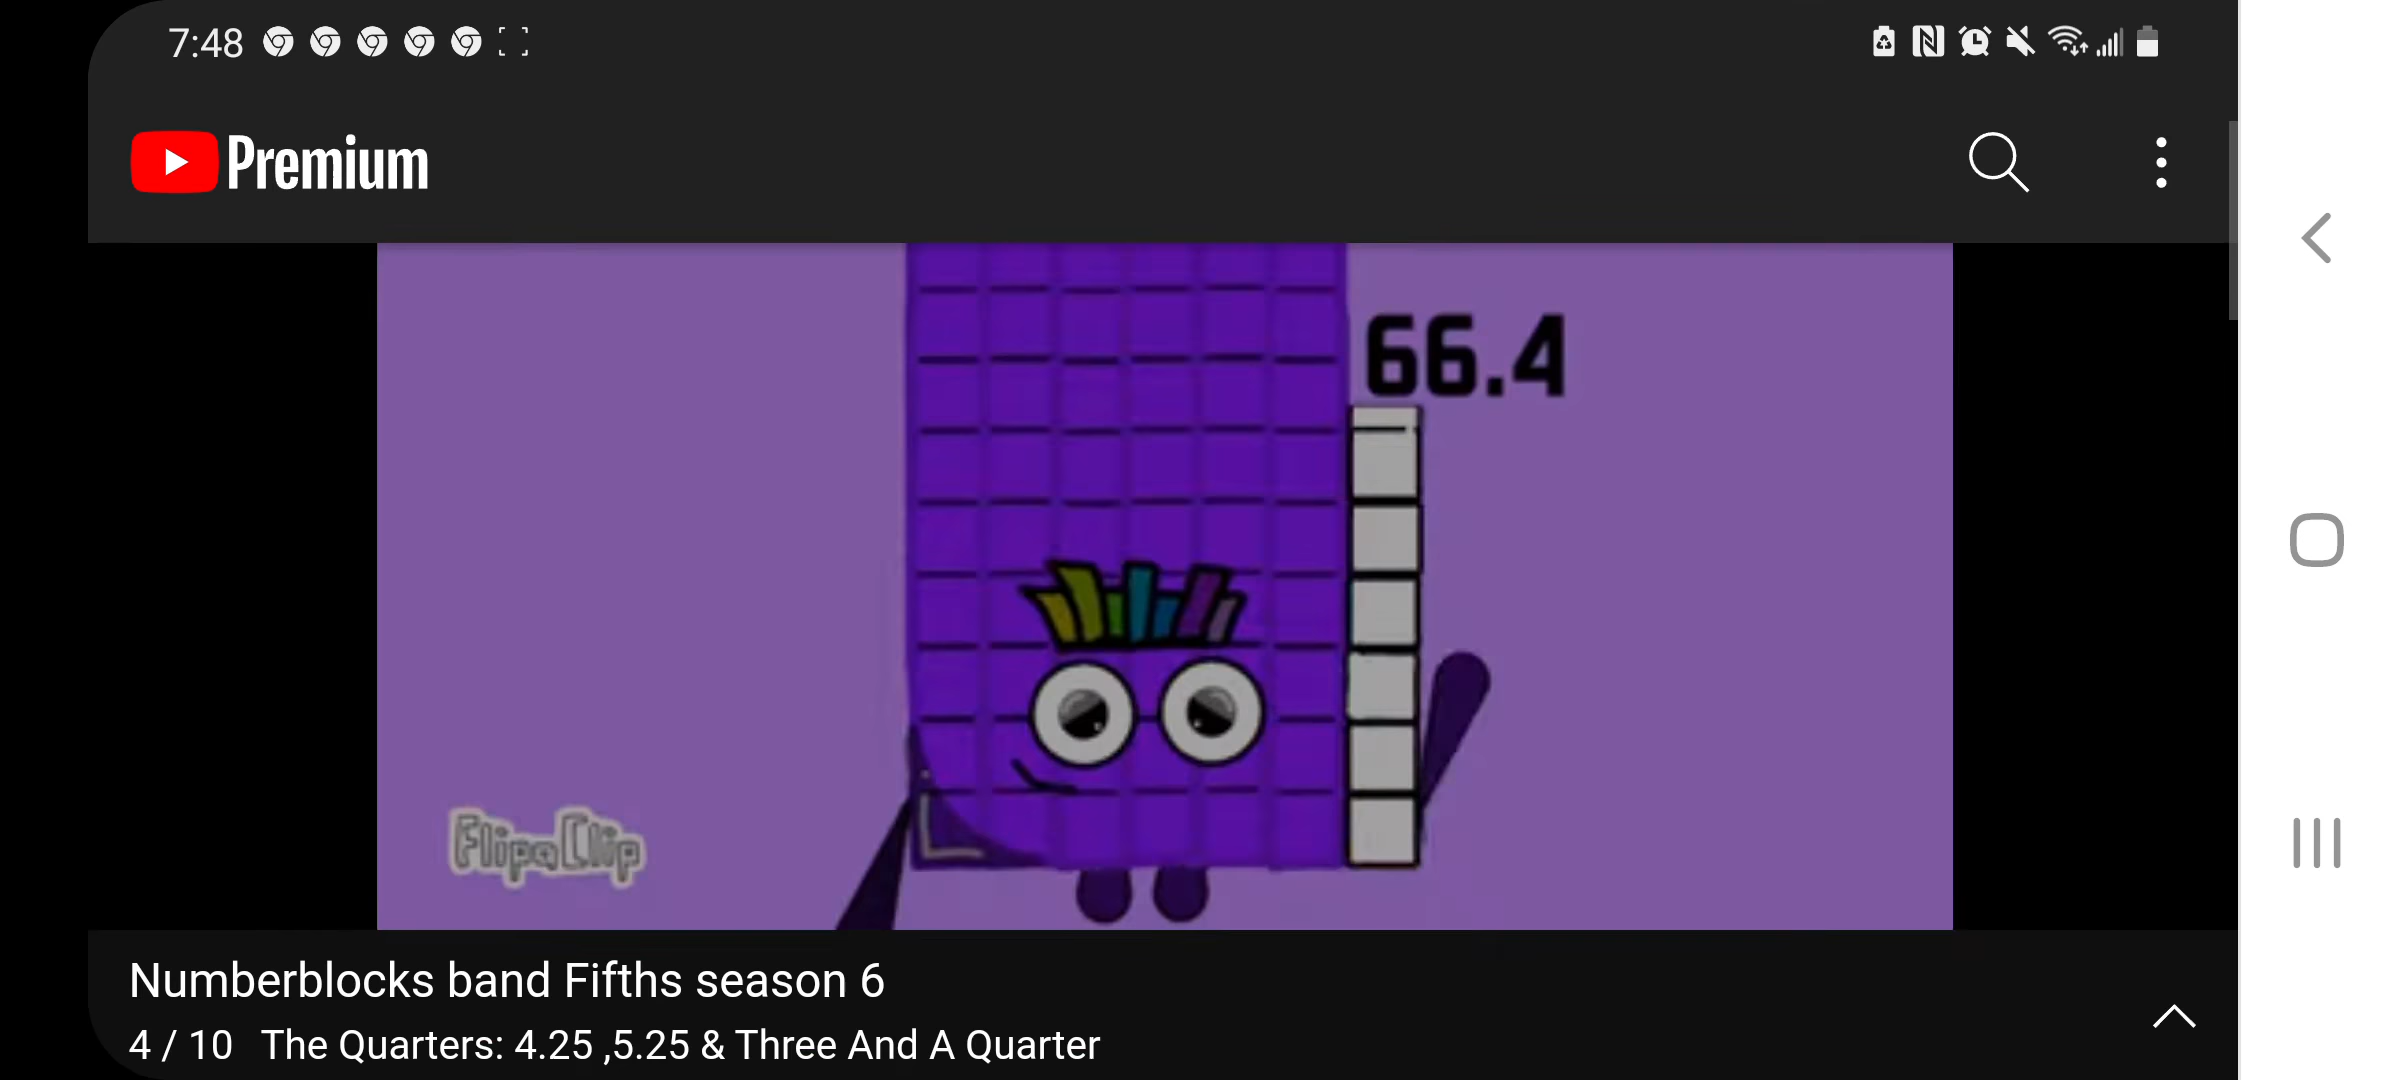 7:48
Premium
66.4
FlipaClip
Numberblocks band Fifths season 6
4 / 10 The Quarters: 4.25 ,5.25 & Three And A Quarter